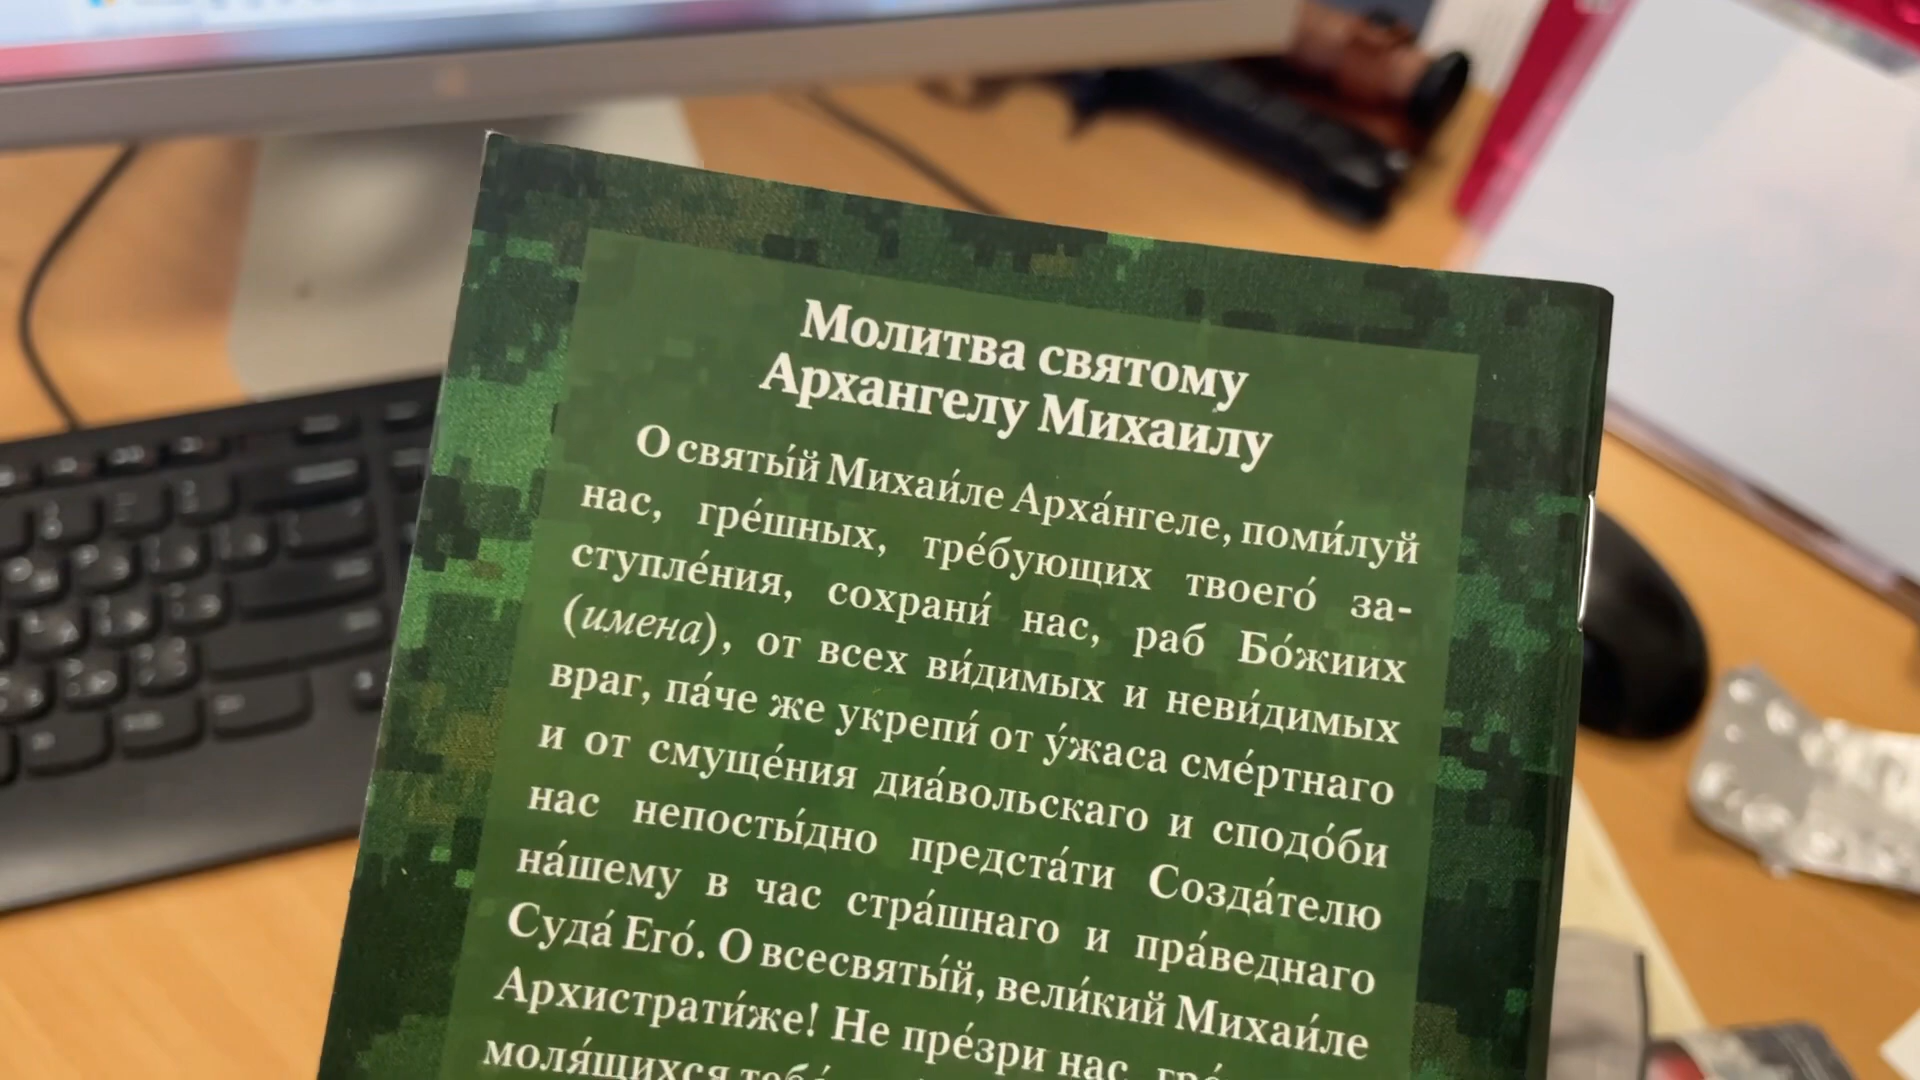 Молитва святому
Архангелу Михаилу
О святы́й Михаи́ле Арха́нгеле, поми́луй
нас, гре́шных, тре́бующих твоего́ за-
ступле́ния, сохрани́ нас, раб Бо́жиих
(имена), от всех ви́димых и неви́димых
враг, па́че же укрепи́ от у́жаса сме́ртнаго
и от смуще́ния диа́вольскаго и сподо́би
нас непосты́дно предста́ти Созда́телю
на́шему в час стра́шнаго и пра́веднаго
Суда́ Его́. О всесвяты́й, вели́кий Михаи́ле
Архистрати́же! Не пре́зри нас,
моля́щихся